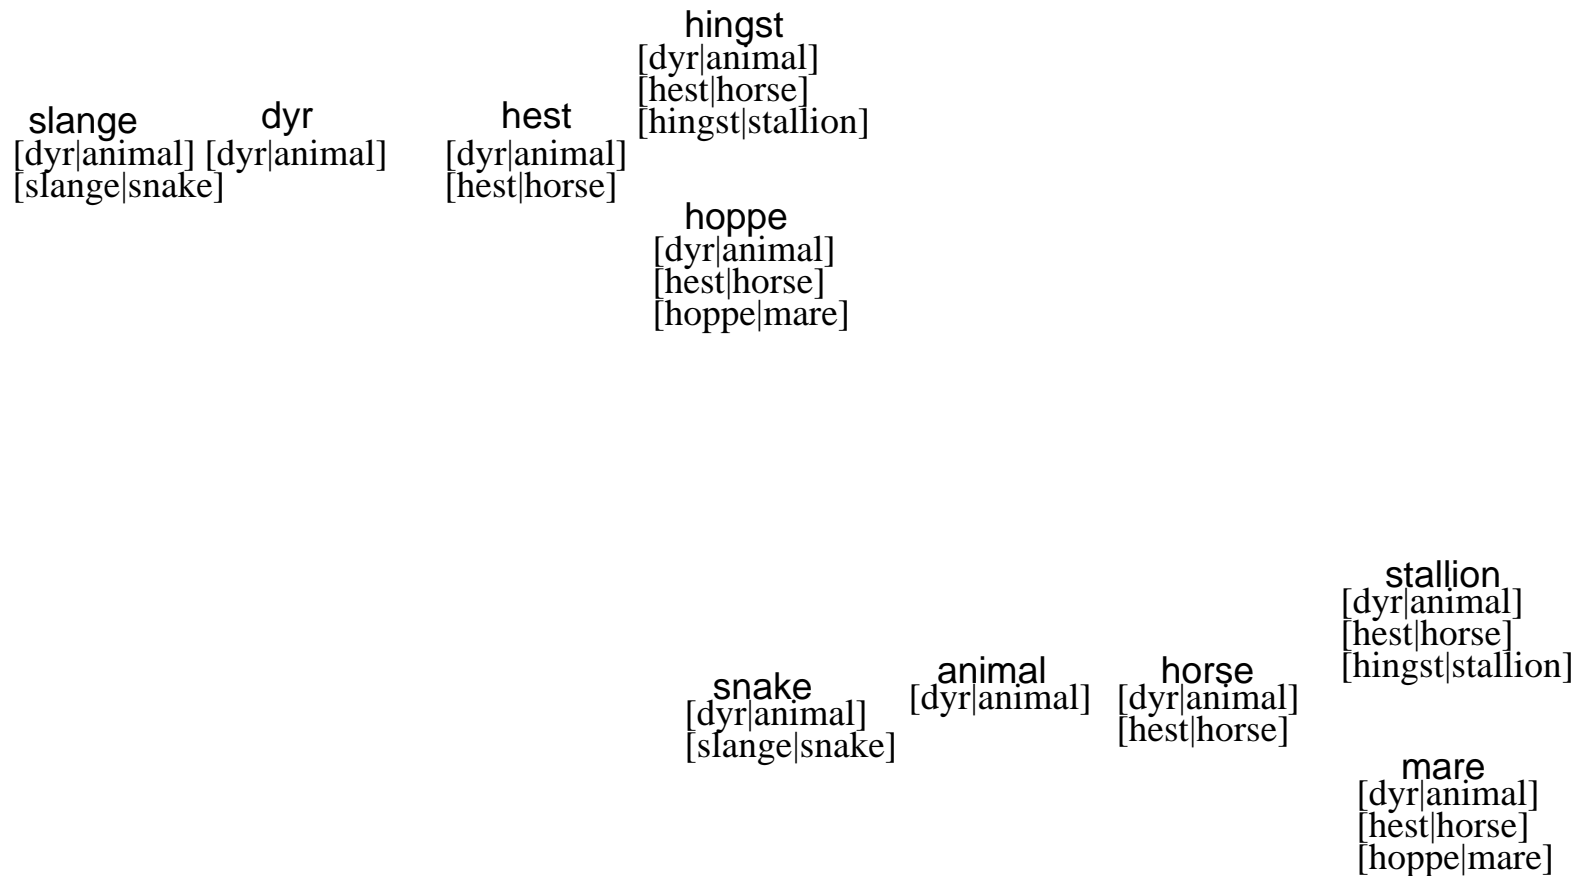 hingst
[dyr|animal]
[hest|horse]
[hingst|stallion]
slange
[dyr|animal]
[slange|snake]
dyr
[dyr|animal]
hest
[dyr|animal]
[hest|horse]
hoppe
[dyr|animal]
[hest|horse]
[hoppe|mare]
stallion
[dyr|animal]
[hest|horse]
[hingst|stallion]
snake
[dyr|animal]
[slange|snake]
animal
[dyr|animal]
horse
[dyr|animal]
[hest|horse]
mare
[dyr|animal]
[hest|horse]
[hoppe|mare]